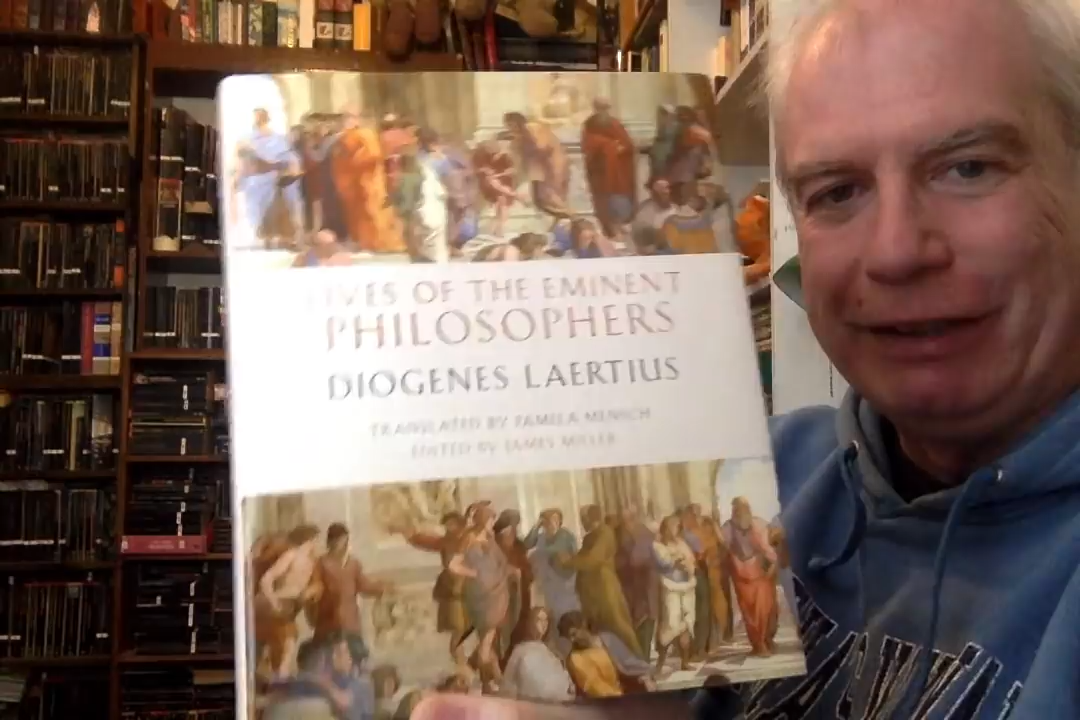 LIVES OF THE EMINENT
PHILOSOPHERS
DIOGENES LAERTIUS
TRANSLATED BY PAMELA MENSCH
EDITED BY JAMES MILLER